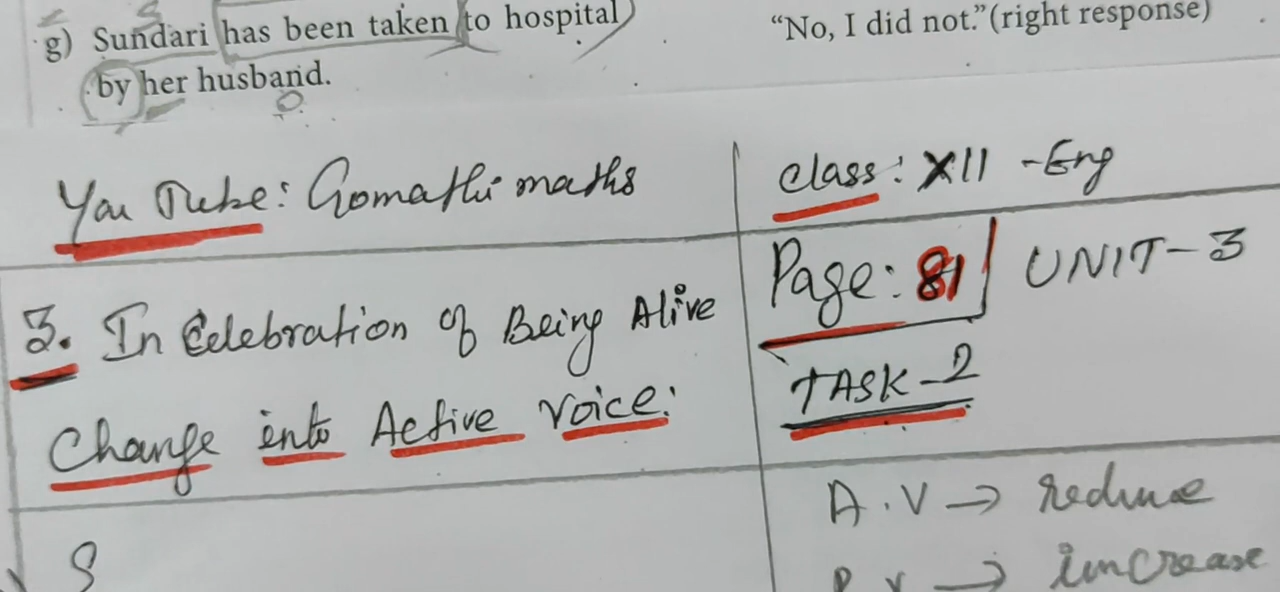 g) Sundari has been taken to hospital
by her husband.
"No, I did not." (right response)
S
O
You Tube: Gomathi maths
class: XII - Eng
Page: 81 UNIT-3
3. In Celebration of Being Alive
Change into Active Voice:
TASK-2
A.V → reduce
P.V → increase
S